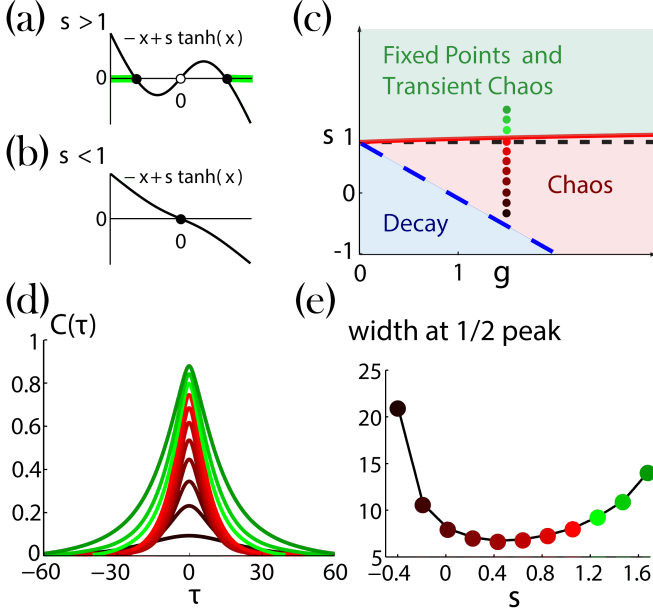 (a)
s > 1
−x+s tanh(x)
0
0
(b)
s < 1
−x+s tanh(x)
0
0
(c)
Fixed Points and
Transient Chaos
s 1
Chaos
0
Decay
-1
0 1 g
(d)
C(τ)
1
0.8
0.6
0.4
0.2
0
−60 −30 0 30 60
τ
(e)
width at 1/2 peak
25
20
15
10
5
−0.4 0 0.4 0.8 1.2 1.6
s